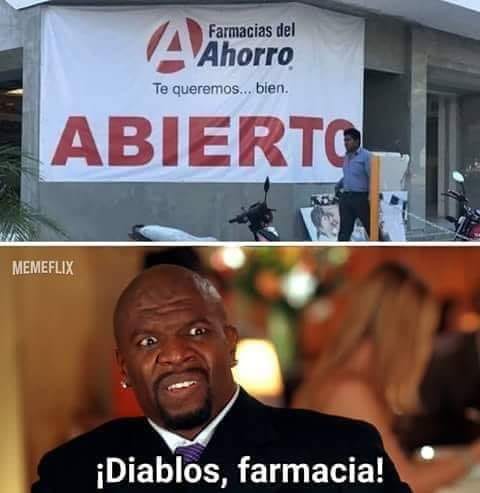 Farmacias del
Ahorro
Te queremos... bien.
ABIERTO
MEMEFLIX
¡Diablos, farmacia!